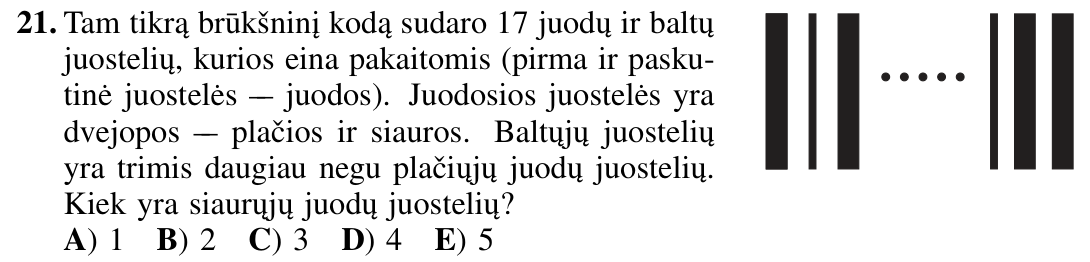 21. Tam tikrą brūkšninį kodą sudaro 17 juodų ir baltų
juostelių, kurios eina pakaitomis (pirma ir pasku-
tinė juostelės — juodos). Juodosios juostelės yra
dvejopos — plačios ir siauros. Baltųjų juostelių
yra trimis daugiau negu plačiųjų juodų juostelių.
Kiek yra siaurųjų juodų juostelių?
A) 1 B) 2 C) 3 D) 4 E) 5